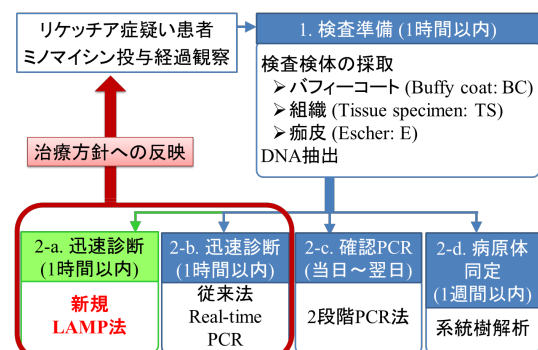 リケッチア症疑い患者
ミノマイシン投与経過観察
1. 検査準備 (1時間以内)
検査検体の採取
➢バフィーコート (Buffy coat: BC)
➢組織 (Tissue specimen: TS)
➢痂皮 (Escher: E)
DNA抽出
治療方針への反映
2-a. 迅速診断
(1時間以内)
新規
LAMP法
2-b. 迅速診断
(1時間以内)
従来法
Real-time
PCR
2-c. 確認PCR
(当日～翌日)
2段階PCR法
2-d. 病原体
同定
(1週間以内)
系統樹解析